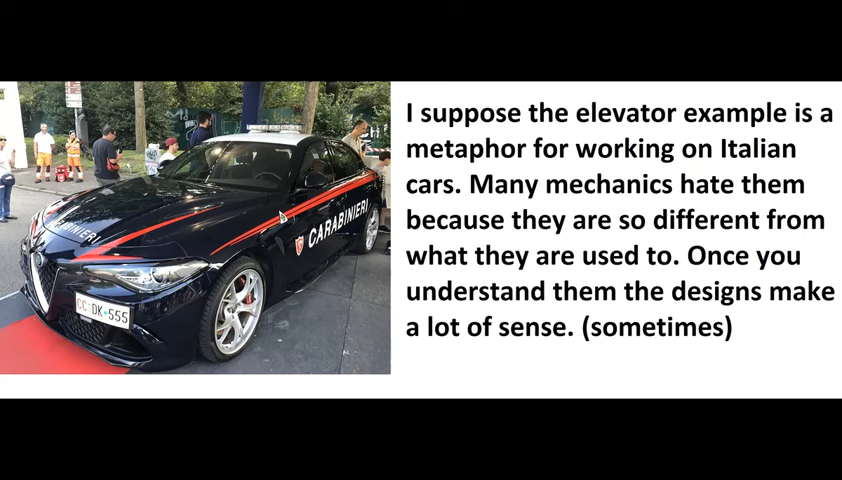 I suppose the elevator example is a
metaphor for working on Italian
cars. Many mechanics hate them
because they are so different from
what they are used to. Once you
understand them the designs make
a lot of sense. (sometimes)
CARABINIERI
CARABINIERI
CC DK 555